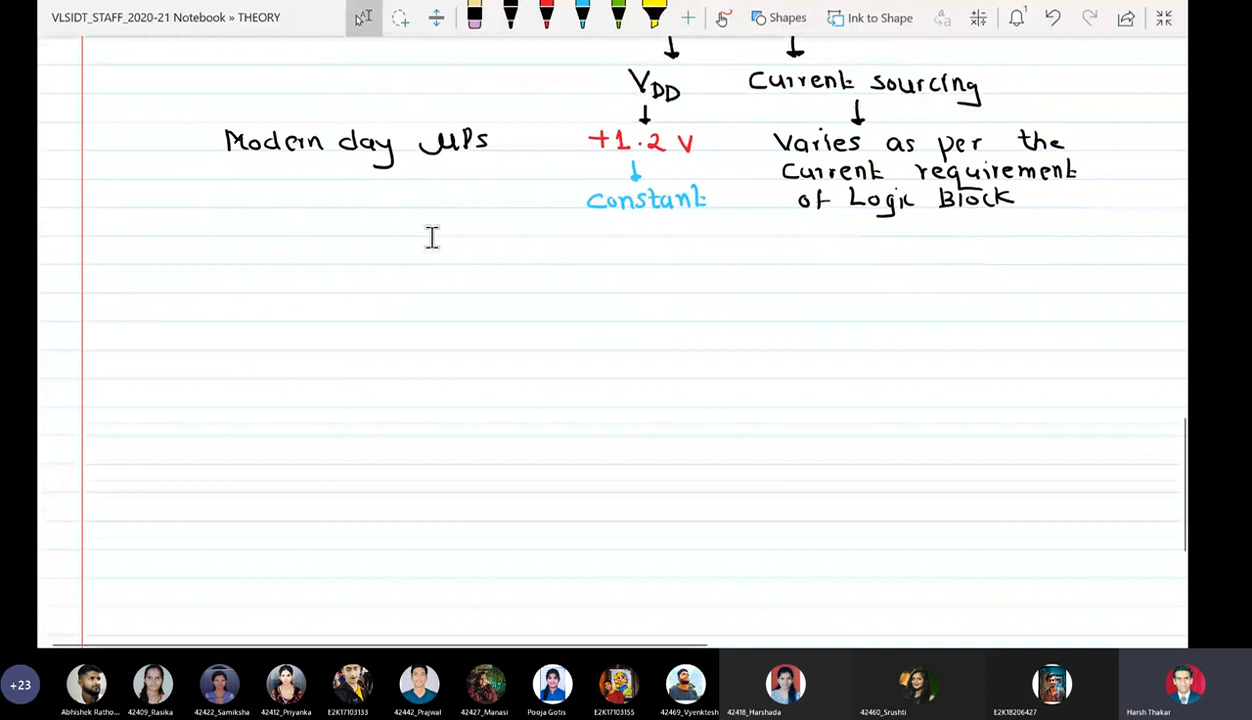 VLSIDT_STAFF_2020-21 Notebook » THEORY
Shapes
Ink to Shape
VDD
Current sourcing
Modern day μPs
+1.2 V
Varies as per the
Current requirement
of Logic Block
constant
+23
Abhishek Ratho...
42409_Rasika
42422_Samiksha
42412_Priyanka
E2K17103133
42442_Prajwal
42427_Manasi
Pooja Gotis
E2K17103155
42469_Vyenktesh
42418_Harshada
42460_Srushti
E2K18206427
Harsh Thakar